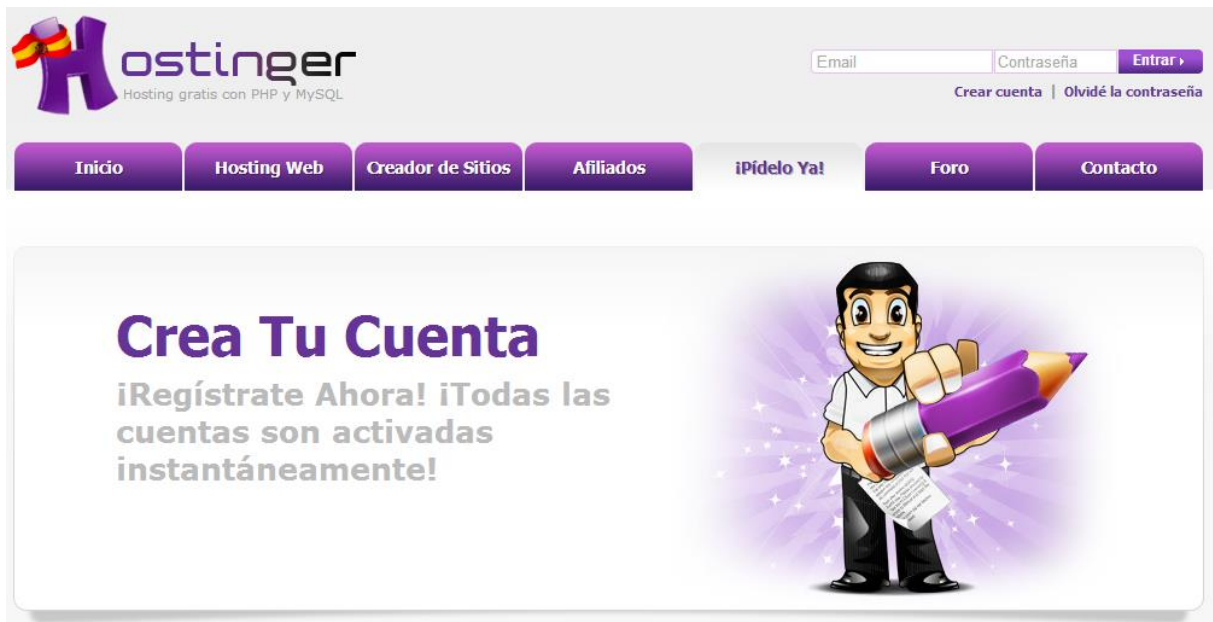 Hostinger
Hosting gratis con PHP y MySQL
Email Contraseña Entrar
Crear cuenta | Olvidé la contraseña
Inicio Hosting Web Creador de Sitios Afiliados ¡Pídelo Ya! Foro Contacto
Crea Tu Cuenta
¡Regístrate Ahora! ¡Todas las
cuentas son activadas
instantáneamente!